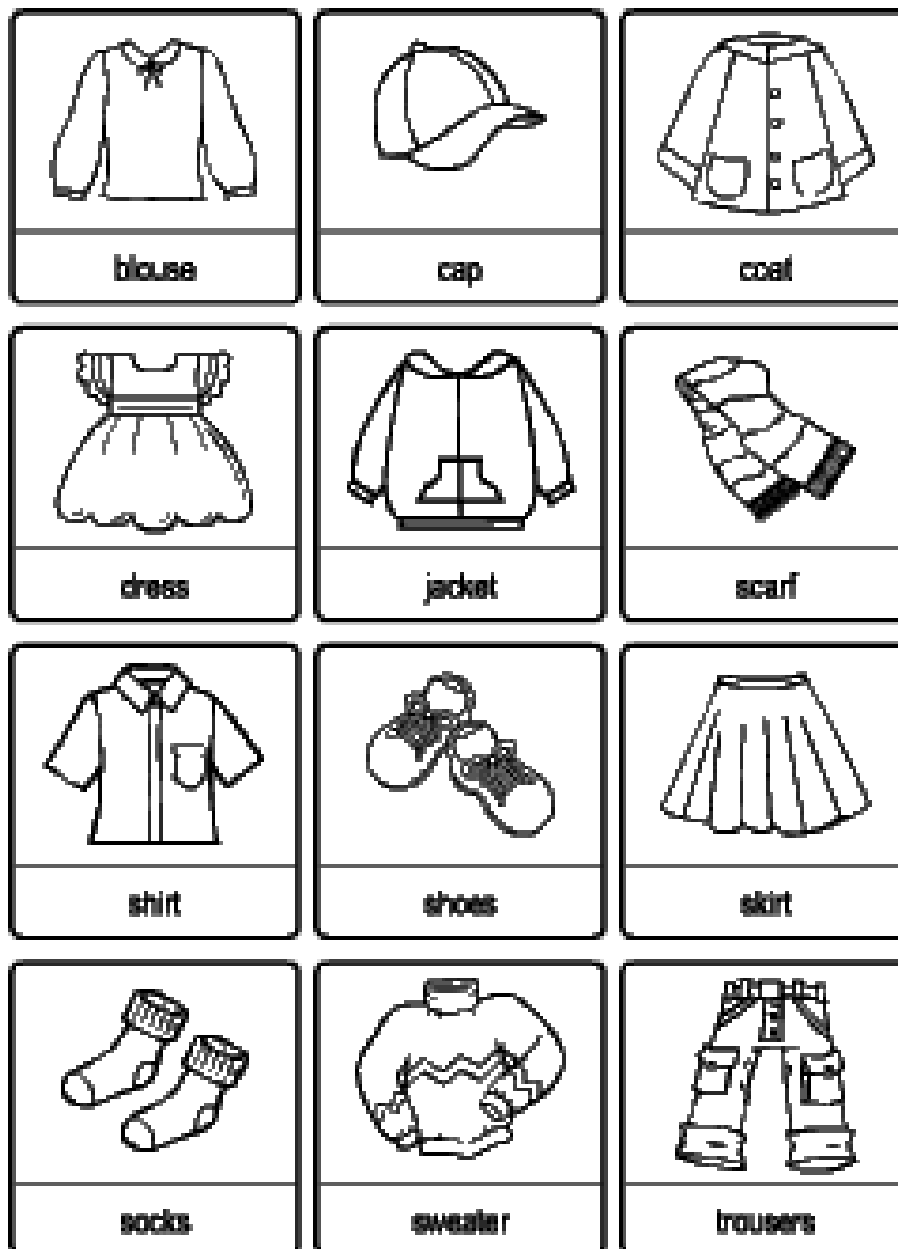 blouse
cap
coat
dress
jacket
scarf
shirt
shoes
skirt
socks
sweater
trousers